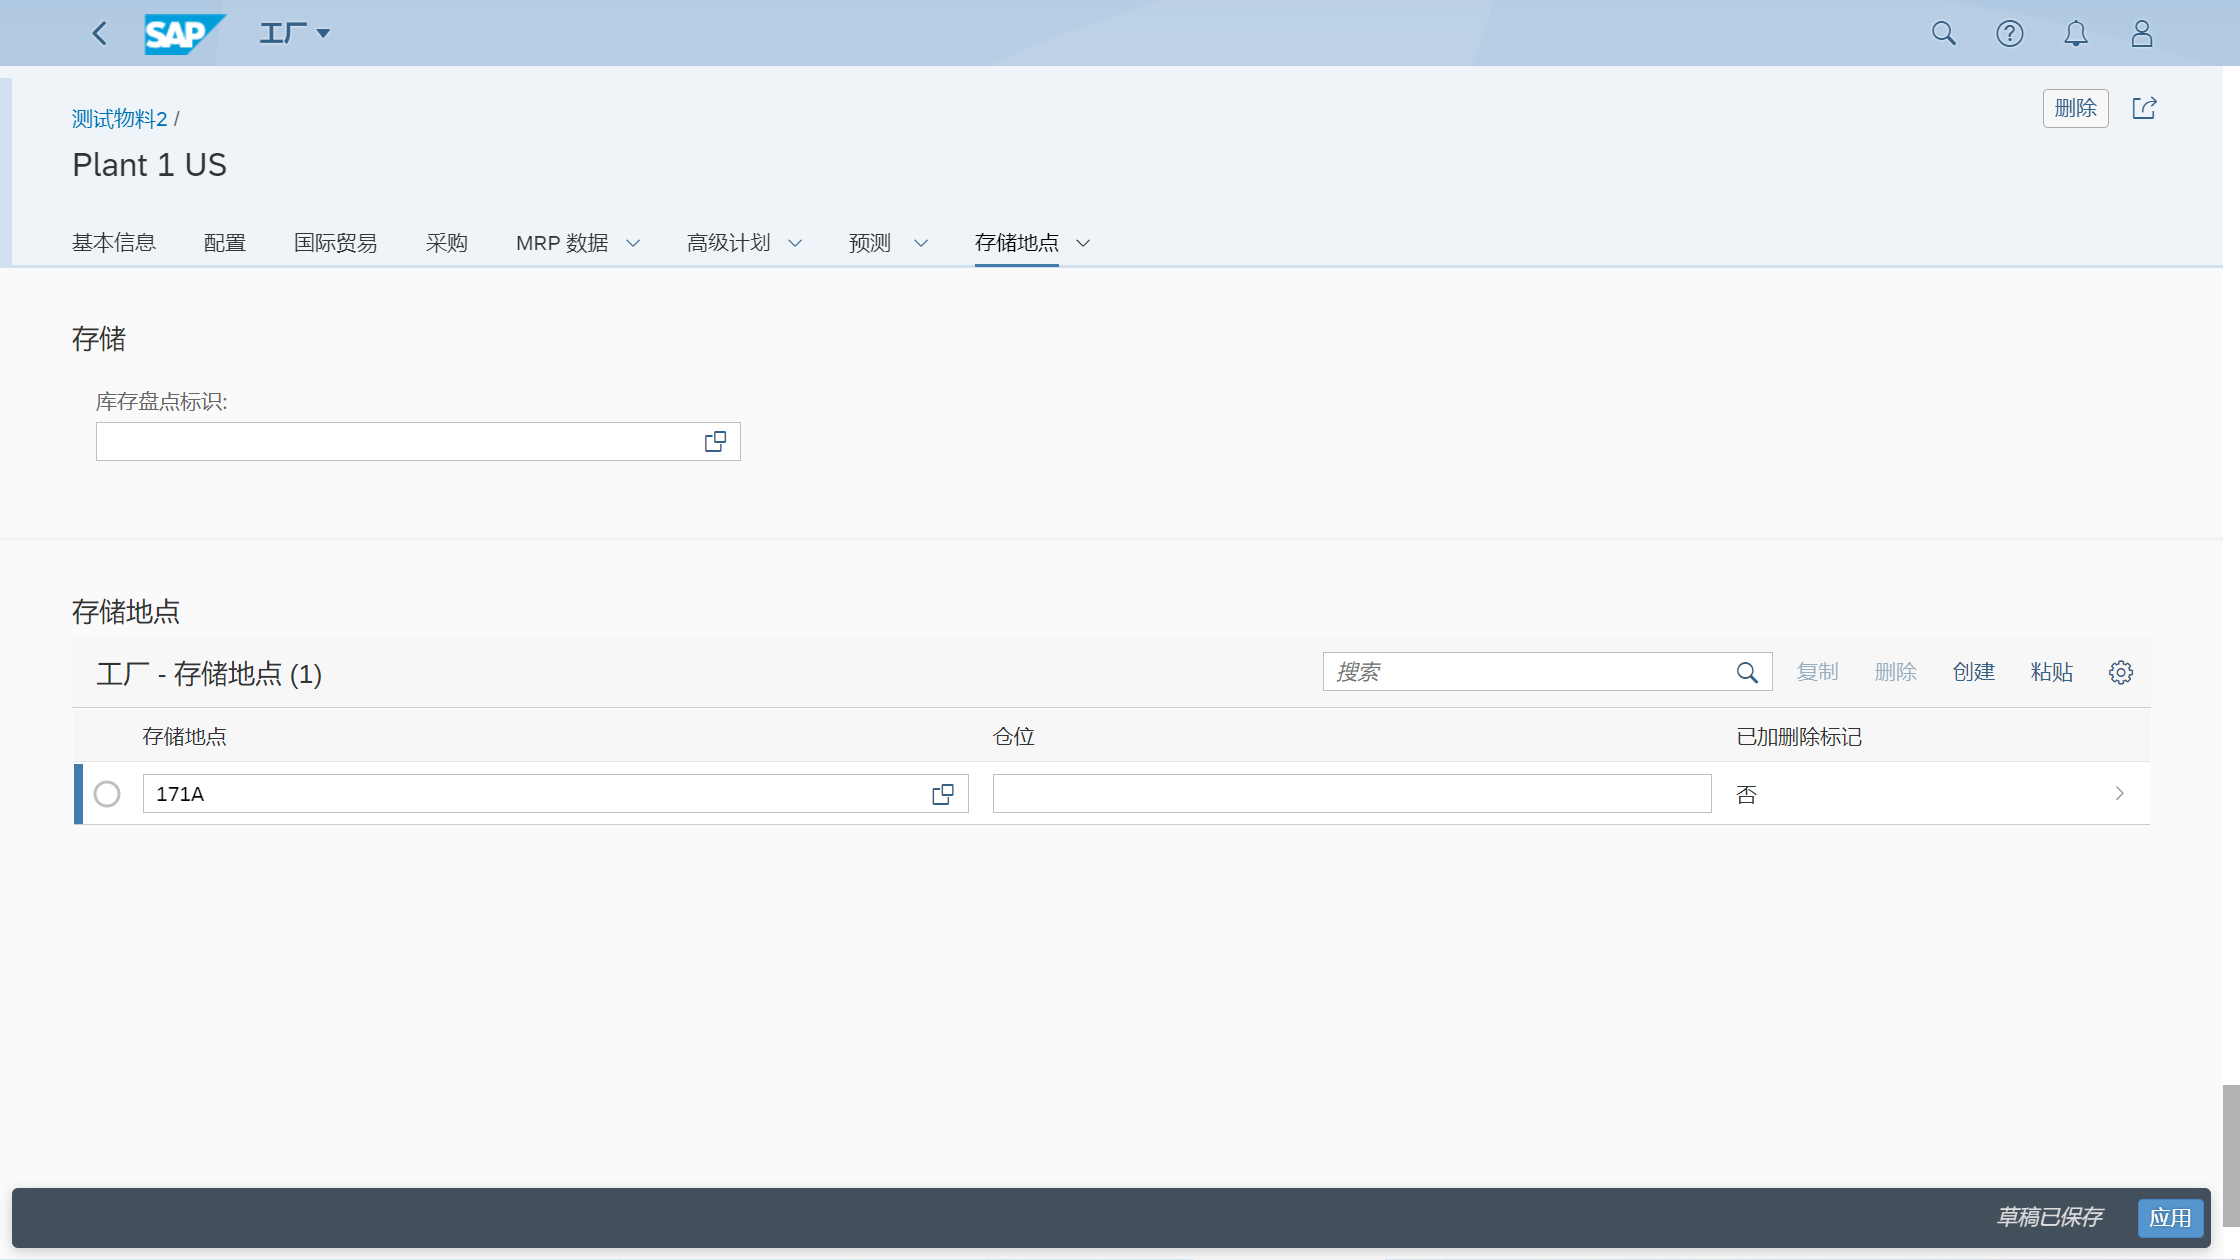 SAP 工厂
测试物料2 /
删除
Plant 1 US
基本信息 配置 国际贸易 采购 MRP 数据 高级计划 预测 存储地点
存储
库存盘点标识:
存储地点
工厂 - 存储地点 (1) 搜索 复制 删除 创建 粘贴
存储地点 仓位 已加删除标记
171A 否
草稿已保存 应用